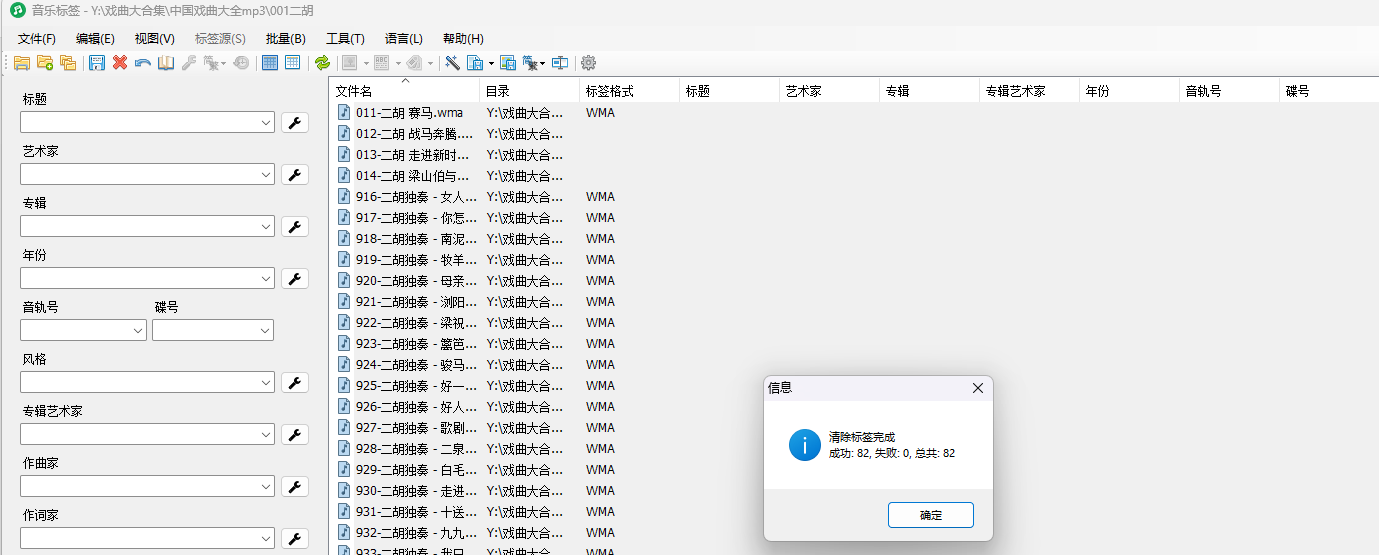 音乐标签 - Y:\戏曲大合集\中国戏曲大全mp3\001二胡
文件(F) 编辑(E) 视图(V) 标签源(S) 批量(B) 工具(T) 语言(L) 帮助(H)
标题
艺术家
专辑
年份
音轨号 碟号
风格
专辑艺术家
作曲家
作词家
文件名 目录 标签格式 标题 艺术家 专辑 专辑艺术家 年份 音轨号 碟号
011-二胡 赛马.wma Y:\戏曲大合... WMA
012-二胡 战马奔腾.... Y:\戏曲大合...
013-二胡 走进新时... Y:\戏曲大合...
014-二胡 梁山伯与... Y:\戏曲大合...
916-二胡独奏 - 女人... Y:\戏曲大合... WMA
917-二胡独奏 - 你怎... Y:\戏曲大合... WMA
918-二胡独奏 - 南泥... Y:\戏曲大合... WMA
919-二胡独奏 - 牧羊... Y:\戏曲大合... WMA
920-二胡独奏 - 母亲... Y:\戏曲大合... WMA
921-二胡独奏 - 浏阳... Y:\戏曲大合... WMA
922-二胡独奏 - 梁祝... Y:\戏曲大合... WMA
923-二胡独奏 - 篱笆... Y:\戏曲大合... WMA
924-二胡独奏 - 骏马... Y:\戏曲大合... WMA
925-二胡独奏 - 好一... Y:\戏曲大合... WMA
926-二胡独奏 - 好人... Y:\戏曲大合... WMA
927-二胡独奏 - 歌剧... Y:\戏曲大合... WMA
928-二胡独奏 - 二泉... Y:\戏曲大合... WMA
929-二胡独奏 - 白毛... Y:\戏曲大合... WMA
930-二胡独奏 - 走进... Y:\戏曲大合... WMA
931-二胡独奏 - 十送... Y:\戏曲大合... WMA
932-二胡独奏 - 九九... Y:\戏曲大合... WMA
933-二胡独奏 - 我只... Y:\戏曲大合... WMA
信息
清除标签完成
成功: 82, 失败: 0, 总共: 82
确定